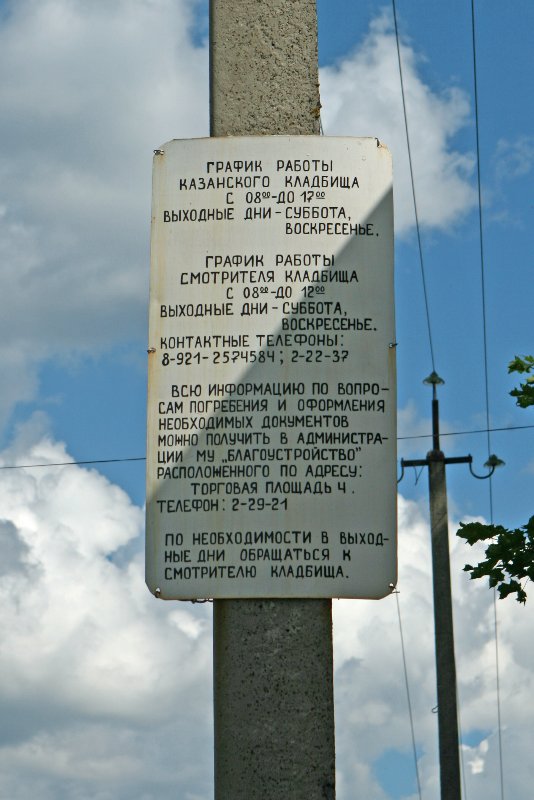 ГРАФИК РАБОТЫ
КАЗАНСКОГО КЛАДБИЩА
С 08⁰⁰-ДО 17⁰⁰
ВЫХОДНЫЕ ДНИ-СУББОТА,
ВОСКРЕСЕНЬЕ.
ГРАФИК РАБОТЫ
СМОТРИТЕЛЯ КЛАДБИЩА
С 08⁰⁰-ДО 12⁰⁰
ВЫХОДНЫЕ ДНИ-СУББОТА,
ВОСКРЕСЕНЬЕ.
КОНТАКТНЫЕ ТЕЛЕФОНЫ:
8-921-2574584; 2-22-37
ВСЮ ИНФОРМАЦИЮ ПО ВОПРО-
САМ ПОГРЕБЕНИЯ И ОФОРМЛЕНИЯ
НЕОБХОДИМЫХ ДОКУМЕНТОВ
МОЖНО ПОЛУЧИТЬ В АДМИНИСТРА-
ЦИИ МУ „БЛАГОУСТРОЙСТВО"
РАСПОЛОЖЕННОГО ПО АДРЕСУ:
ТОРГОВАЯ ПЛОЩАДЬ 4.
ТЕЛЕФОН: 2-29-21
ПО НЕОБХОДИМОСТИ В ВЫХОД-
НЫЕ ДНИ ОБРАЩАТЬСЯ К
СМОТРИТЕЛЮ КЛАДБИЩА.